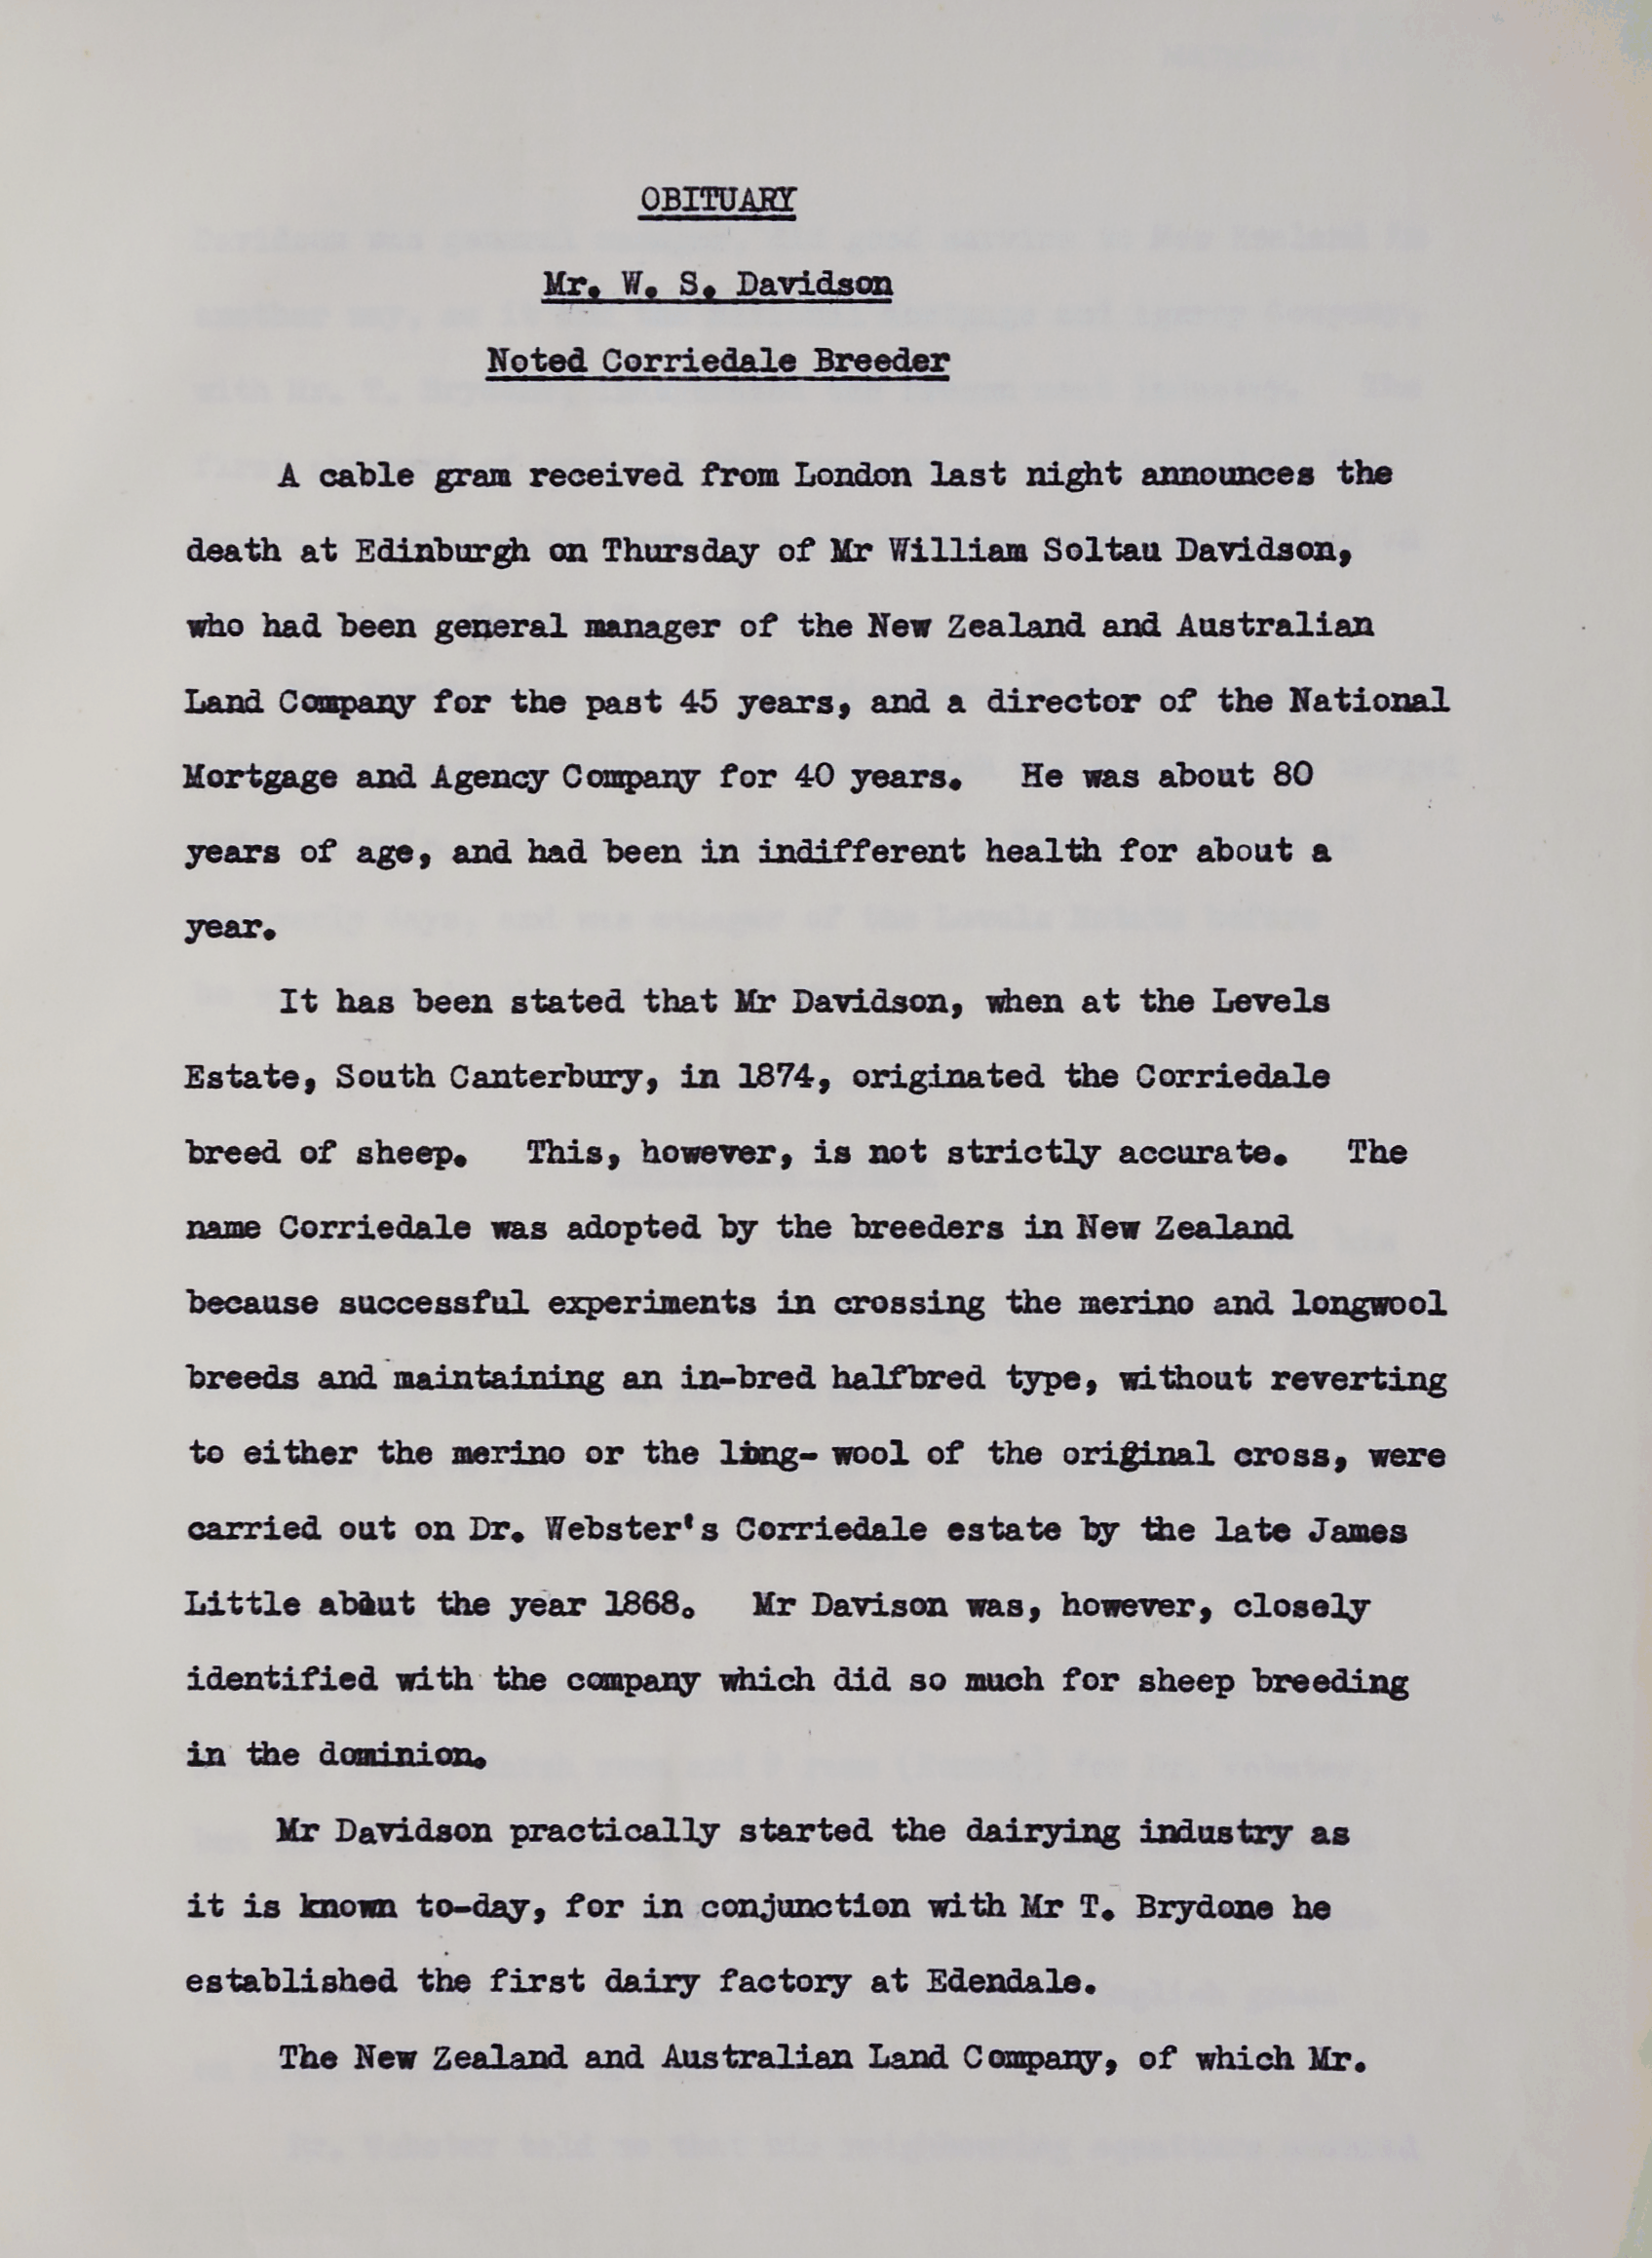 OBITUARY
Mr. W. S. Davidson
Noted Corriedale Breeder
A cable gram received from London last night announces the
death at Edinburgh on Thursday of Mr William Soltau Davidson,
who had been general manager of the New Zealand and Australian
Land Company for the past 45 years, and a director of the National
Mortgage and Agency Company for 40 years. He was about 80
years of age, and had been in indifferent health for about a
year.
It has been stated that Mr Davidson, when at the Levels
Estate, South Canterbury, in 1874, originated the Corriedale
breed of sheep. This, however, is not strictly accurate. The
name Corriedale was adopted by the breeders in New Zealand
because successful experiments in crossing the merino and longwool
breeds and maintaining an in-bred halfbred type, without reverting
to either the merino or the long- wool of the original cross, were
carried out on Dr. Webster's Corriedale estate by the late James
Little about the year 1868. Mr Davison was, however, closely
identified with the company which did so much for sheep breeding
in the dominion.
Mr Davidson practically started the dairying industry as
it is known to-day, for in conjunction with Mr T. Brydone he
established the first dairy factory at Edendale.
The New Zealand and Australian Land Company, of which Mr.